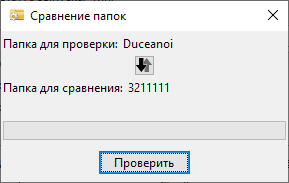 Сравнение папок
Папка для проверки: Duceanoi
Папка для сравнения: 3211111
Проверить